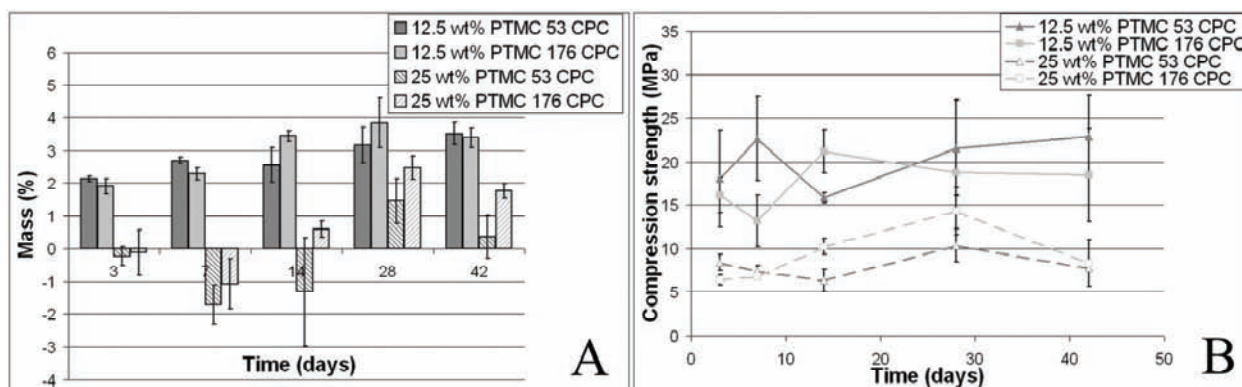 12.5 wt% PTMC 53 CPC
12.5 wt% PTMC 176 CPC
25 wt% PTMC 53 CPC
25 wt% PTMC 176 CPC
6
5
4
3
2
1
0
-1
-2
-3
-4
Mass (%)
3
7
14
28
42
Time (days)
A
12.5 wt% PTMC 53 CPC
12.5 wt% PTMC 176 CPC
25 wt% PTMC 53 CPC
25 wt% PTMC 176 CPC
35
30
25
20
15
10
5
0
Compression strength (MPa)
0
10
20
30
40
50
Time (days)
B